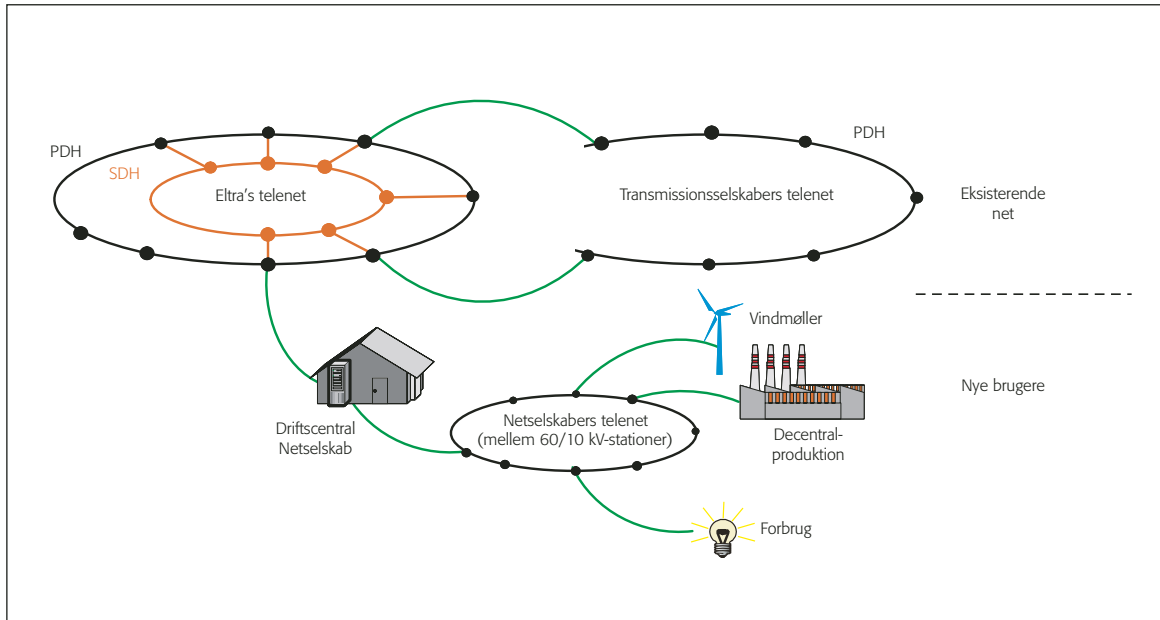 PDH
SDH
Eltra's telenet
PDH
Transmissionsselskabers telenet
Eksisterende
net
Vindmøller
Nye brugere
Driftscentral
Netselskab
Netselskabers telenet
(mellem 60/10 kV-stationer)
Decentral-
produktion
Forbrug